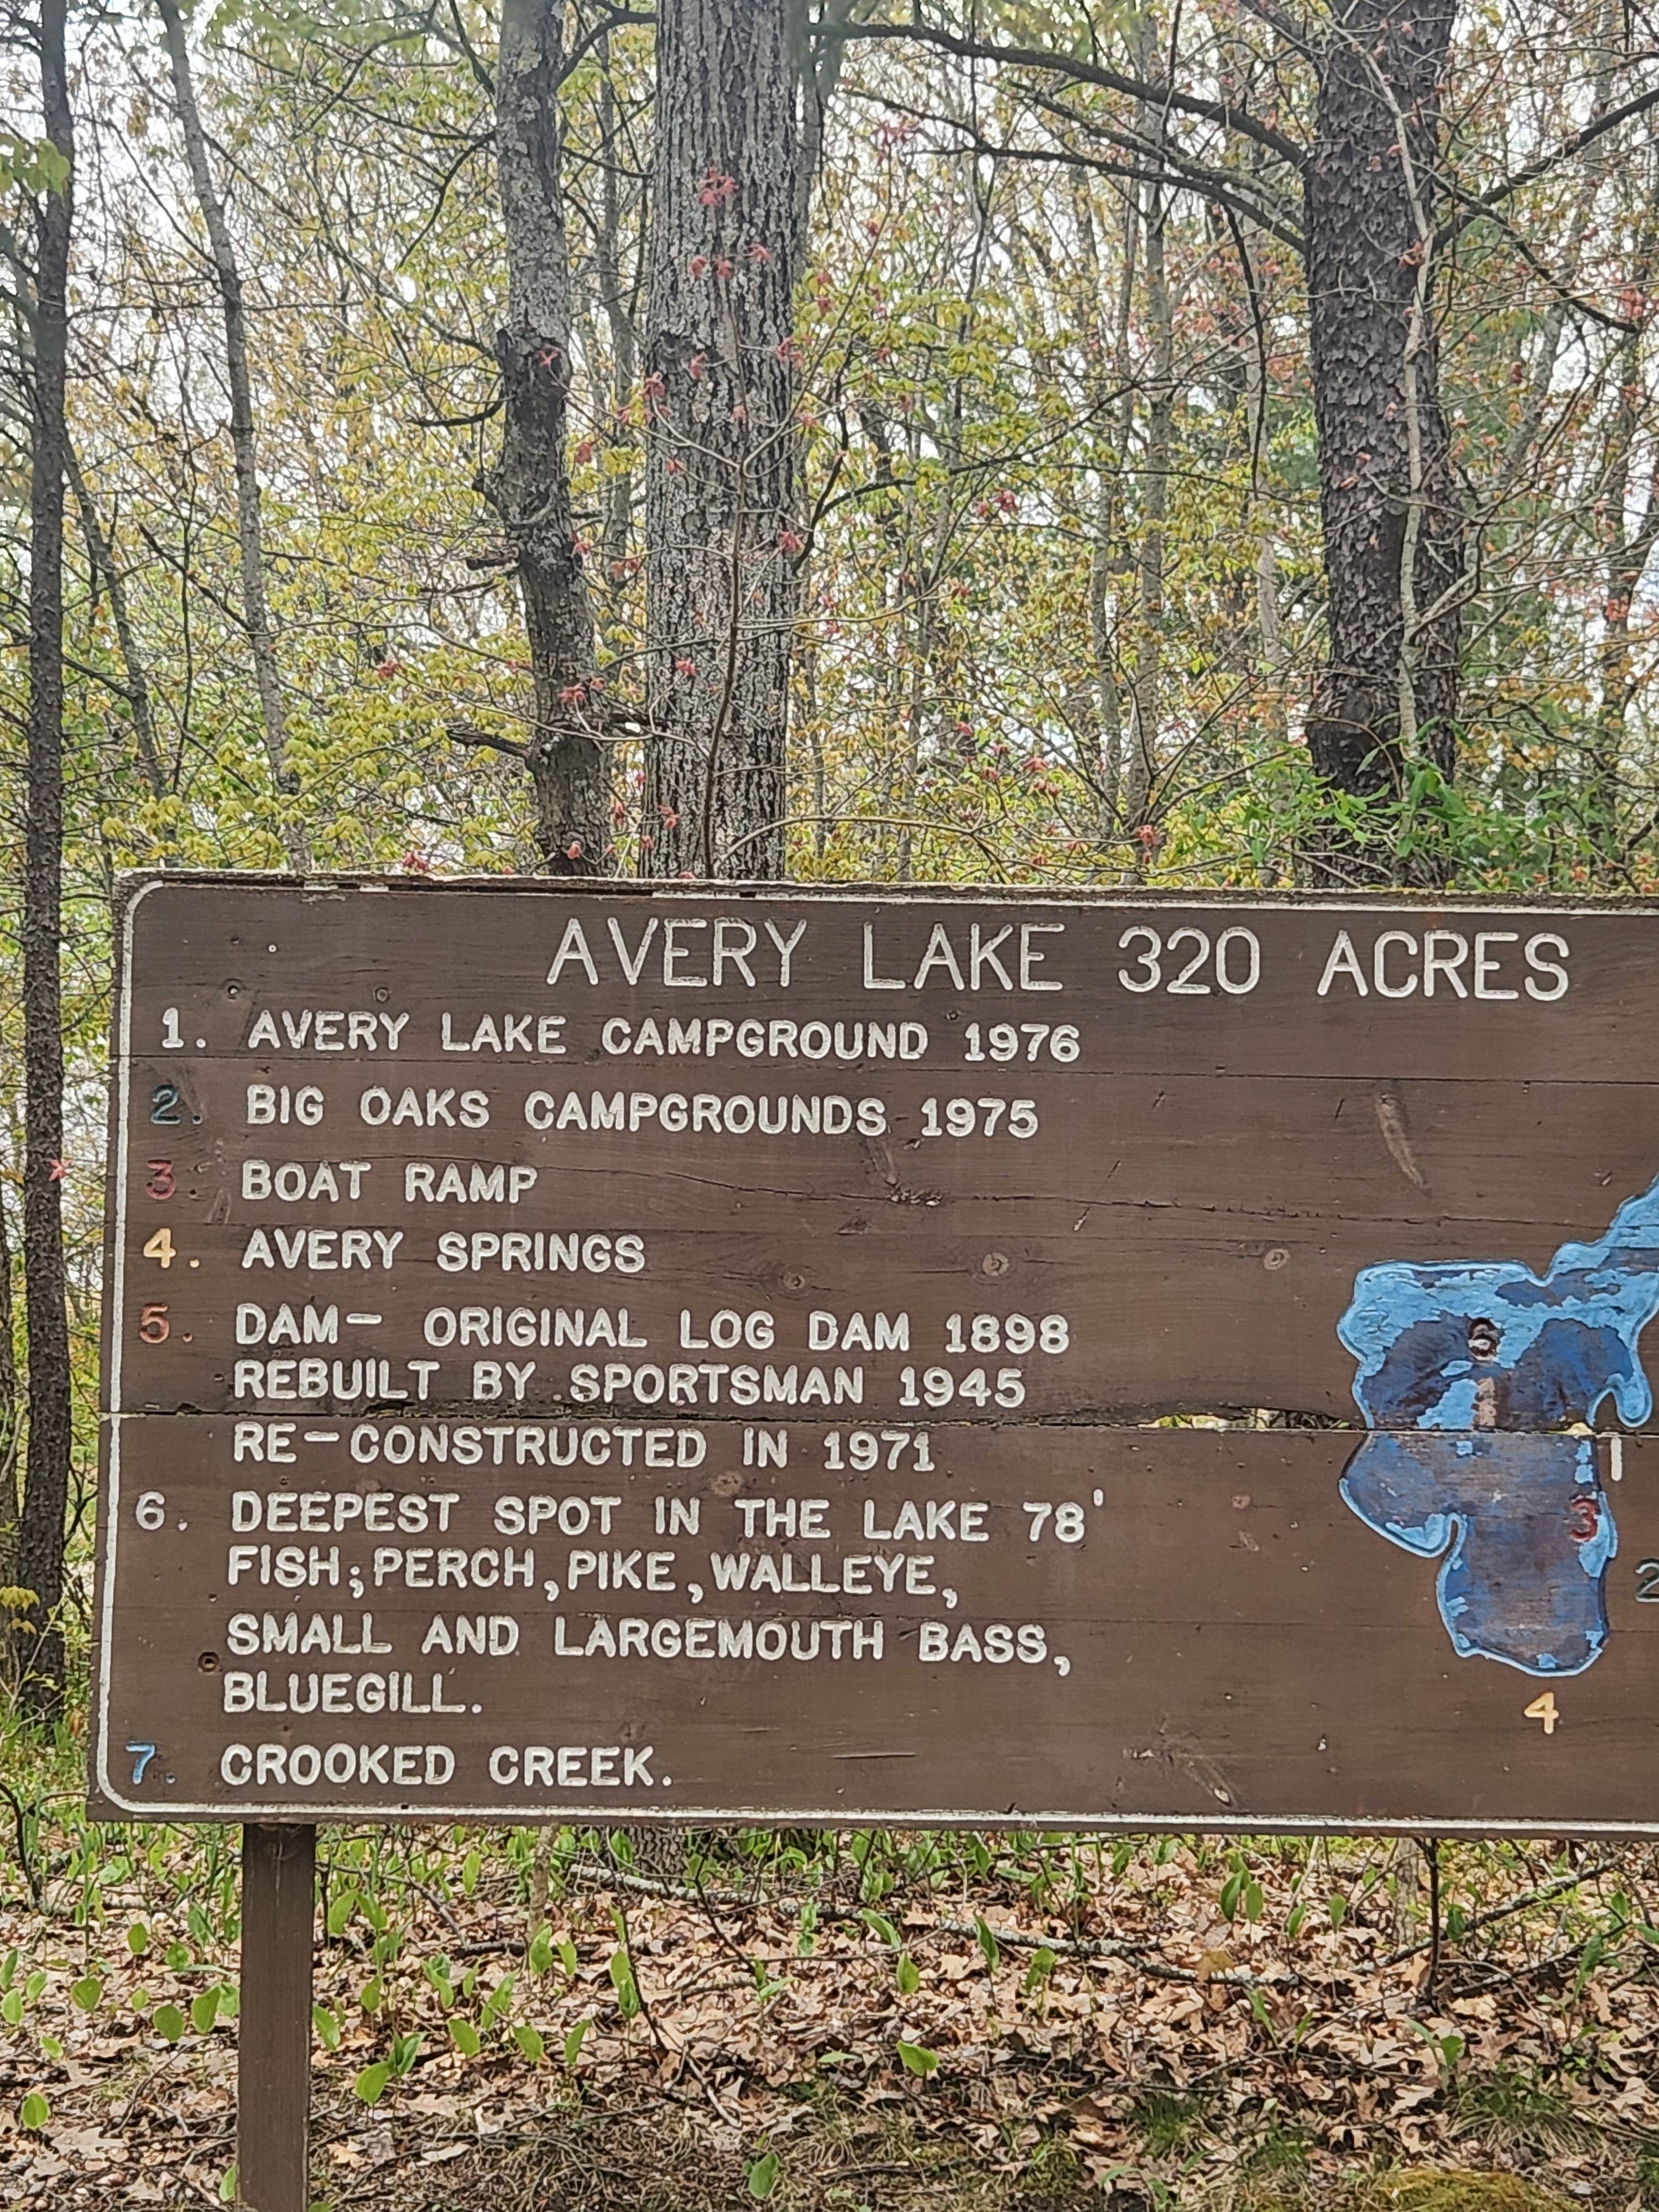 AVERY LAKE 320 ACRES
1. AVERY LAKE CAMPGROUND 1976
2. BIG OAKS CAMPGROUNDS 1975
3. BOAT RAMP
4. AVERY SPRINGS
5. DAM- ORIGINAL LOG DAM 1898
REBUILT BY SPORTSMAN 1945
RE-CONSTRUCTED IN 1971
6. DEEPEST SPOT IN THE LAKE 78'
FISH; PERCH, PIKE, WALLEYE,
SMALL AND LARGEMOUTH BASS,
BLUEGILL.
7. CROOKED CREEK.
6
1
3
2
4